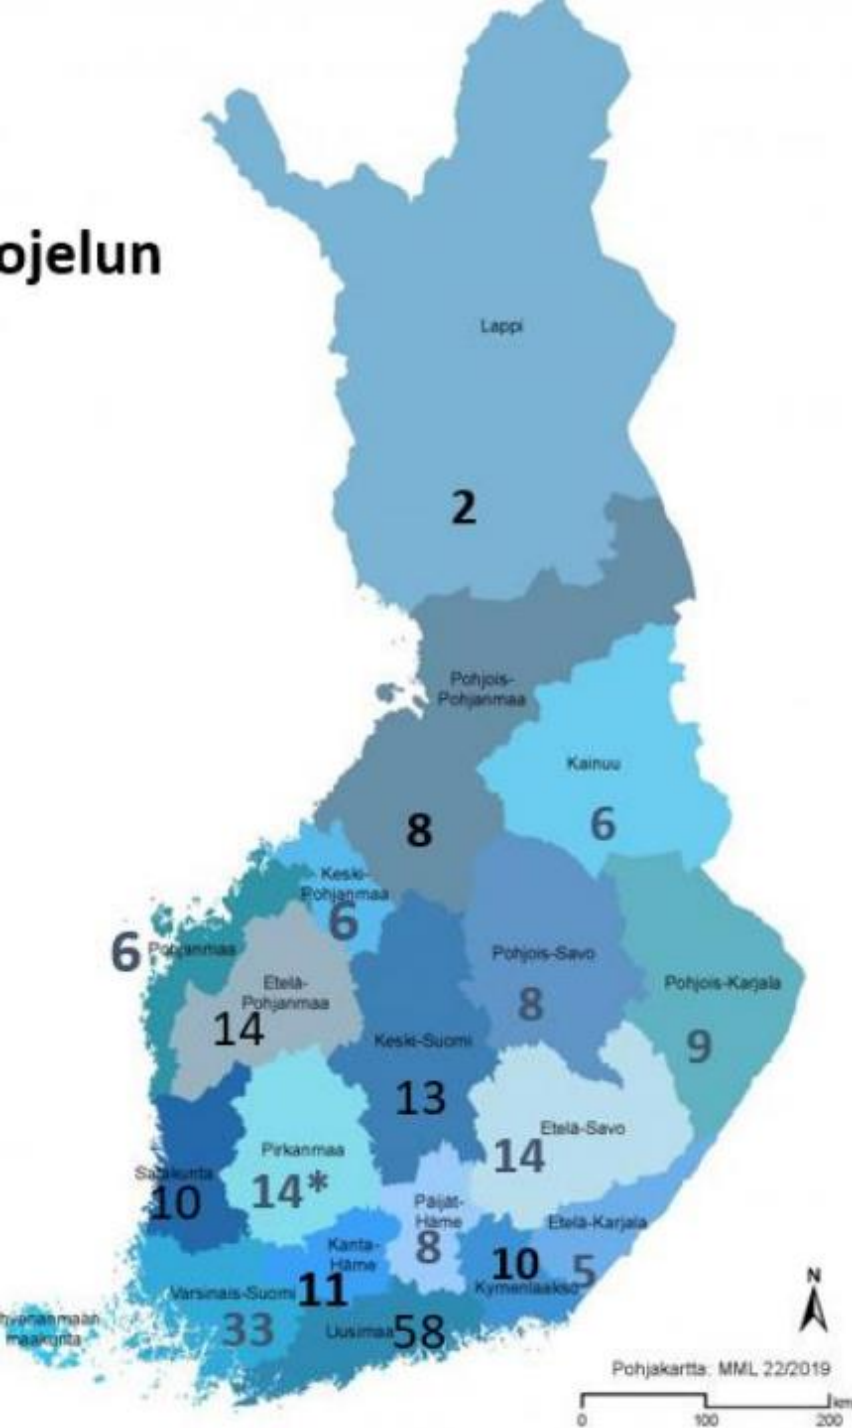 ojelun
Lappi
2
Pohjois-
Pohjanmaa
8
Kainuu
6
Keski-
Pohjanmaa
6
6 Pohjanmaa
Etelä-
Pohjanmaa
14
Pohjois-Savo
8
Pohjois-Karjala
9
Keski-Suomi
13
Etelä-Savo
14
Pirkanmaa
14*
Satakunta
10
Päijät-
Häme
8
Etelä-Karjala
5
10
Kymenlaakso
Kanta-
Häme
11
Varsinais-Suomi
33
Uusimaa 58
hvenanmaan
maakunta
N
Pohjakartta: MML 22/2019
0 100 200 km